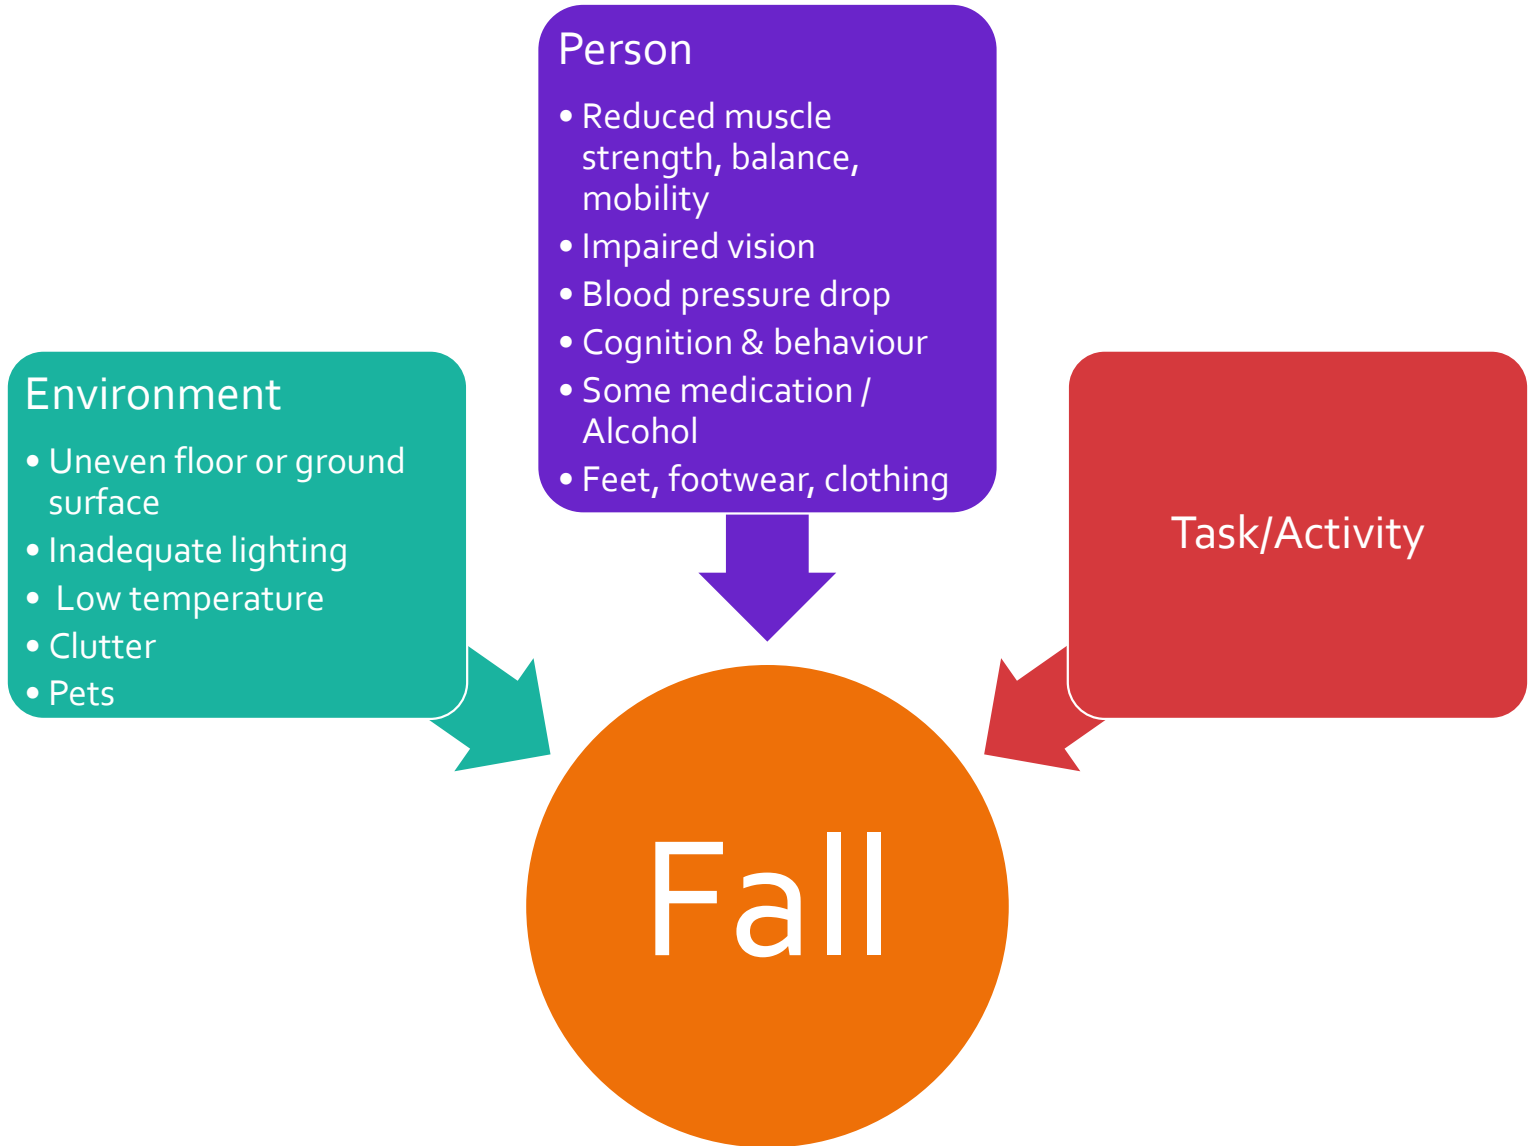 Person
• Reduced muscle
strength, balance,
mobility
• Impaired vision
• Blood pressure drop
• Cognition & behaviour
• Some medication /
Alcohol
• Feet, footwear, clothing
Environment
• Uneven floor or ground
surface
• Inadequate lighting
• Low temperature
• Clutter
• Pets
Task/Activity
Fall